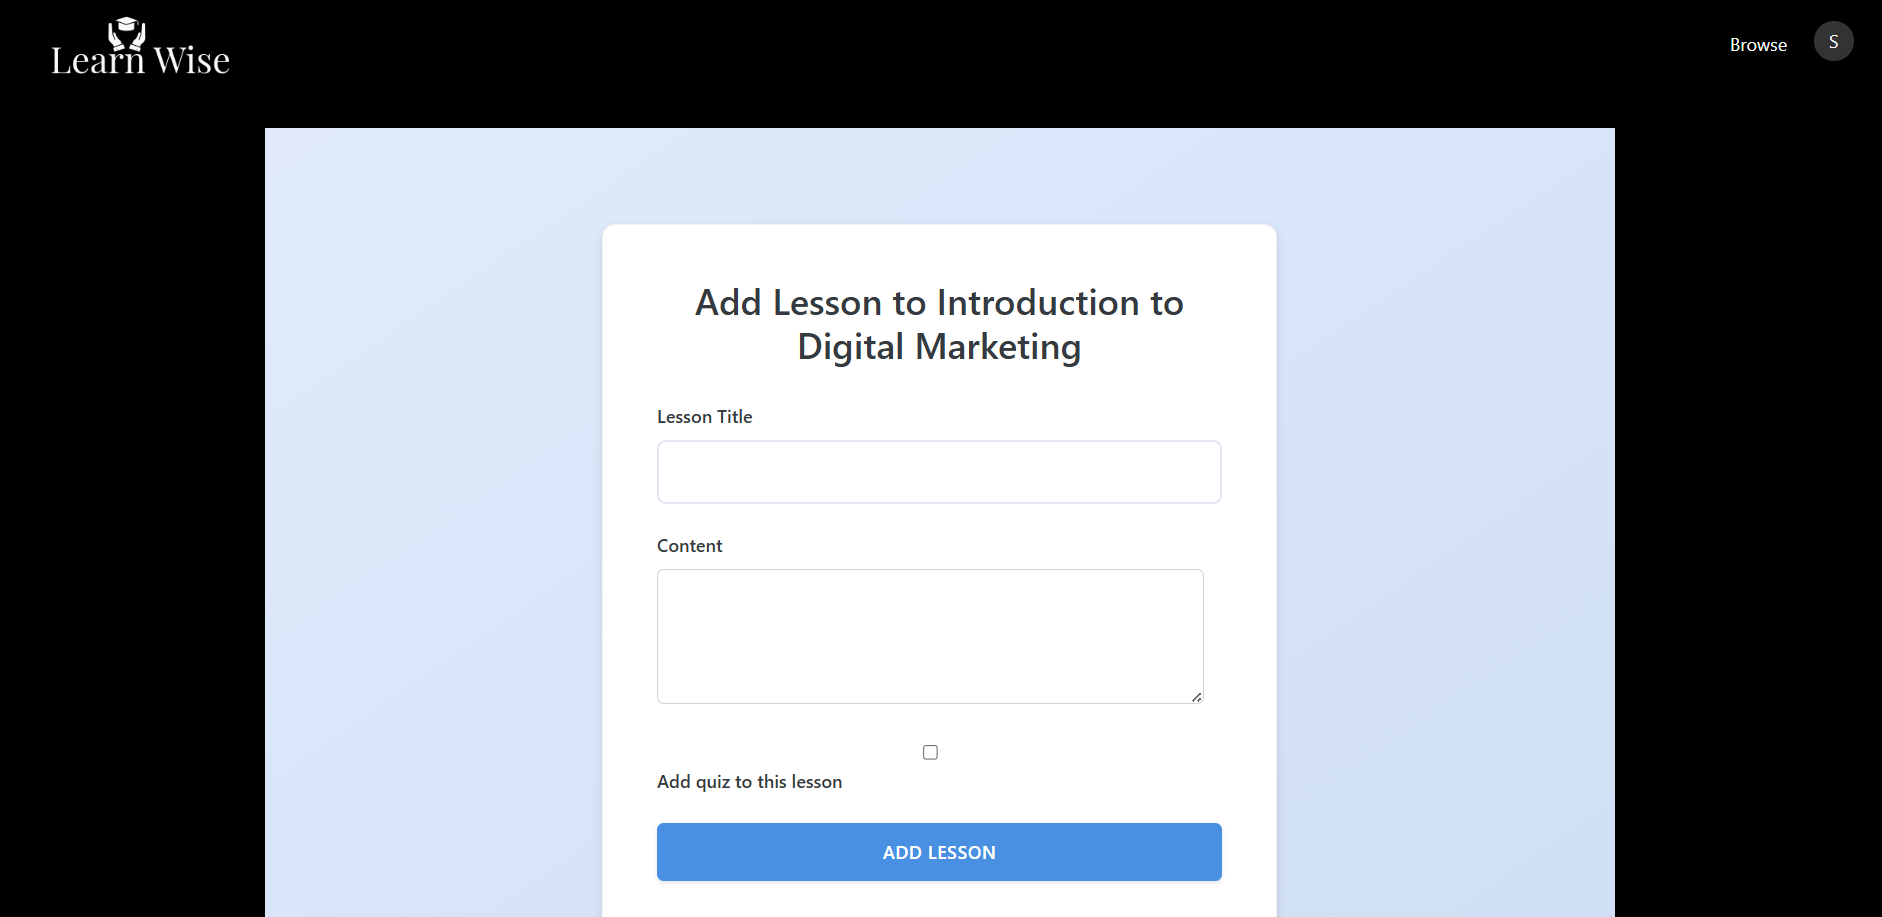 Learn Wise
Browse
S
Add Lesson to Introduction to
Digital Marketing
Lesson Title
Content
Add quiz to this lesson
ADD LESSON